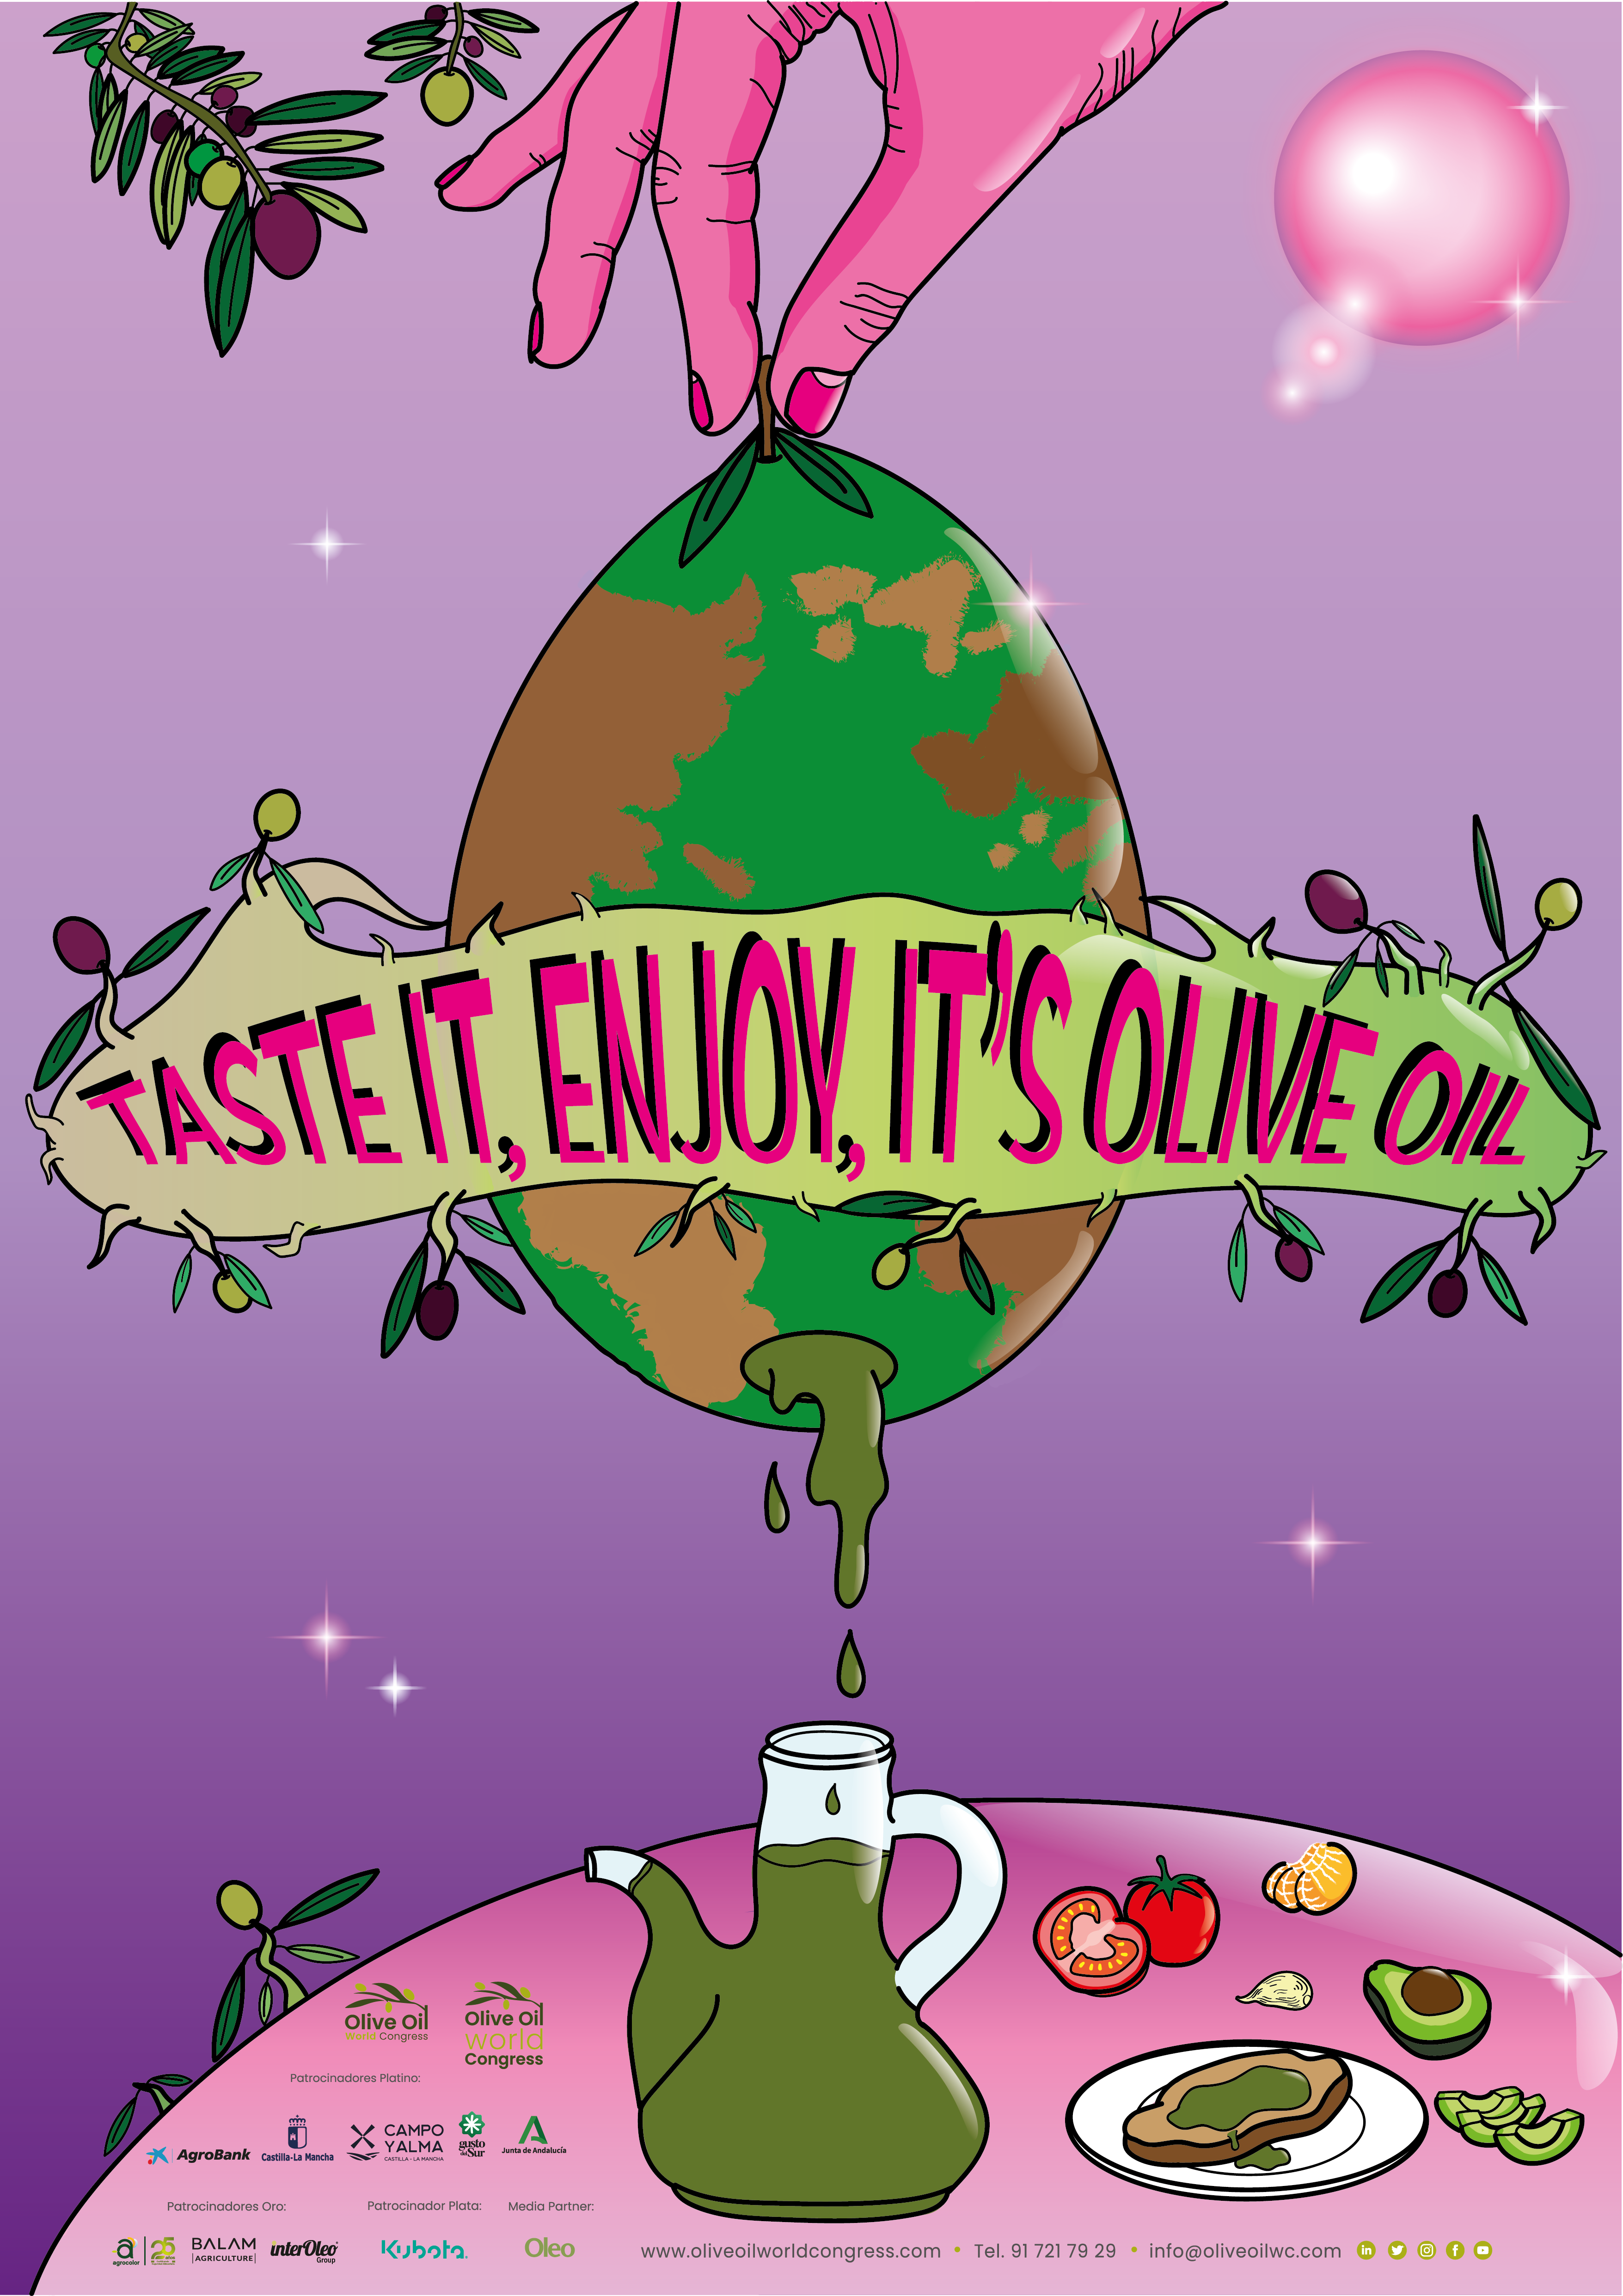 TASTE IT, ENJOY, IT'S OLIVE OIL
Olive Oil
World Congress
Olive Oil
world
Congress
Patrocinadores Platino:
AgroBank
Castilla-La Mancha
CAMPO
Y ALMA
CASTILLA - LA MANCHA
gusto
del Sur
Junta de Andalucía
Patrocinadores Oro:
Patrocinador Plata:
Media Partner:
agrocolor
25
BALAM
AGRICULTURE
interOleo
Group
Kubota
Oleo
www.oliveoilworldcongress.com • Tel. 91 721 79 29 • info@oliveoilwc.com